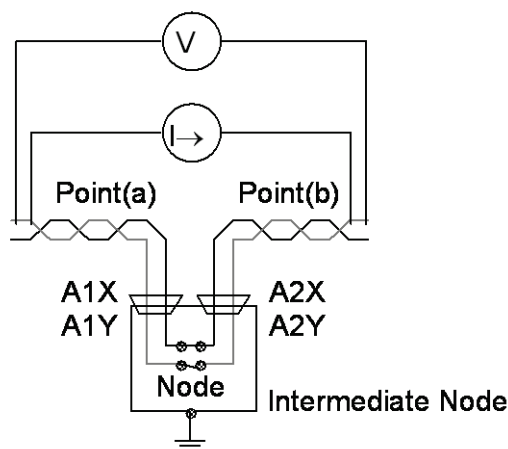 V
I→
Point(a) Point(b)
A1X A2X
A1Y A2Y
Node
Intermediate Node